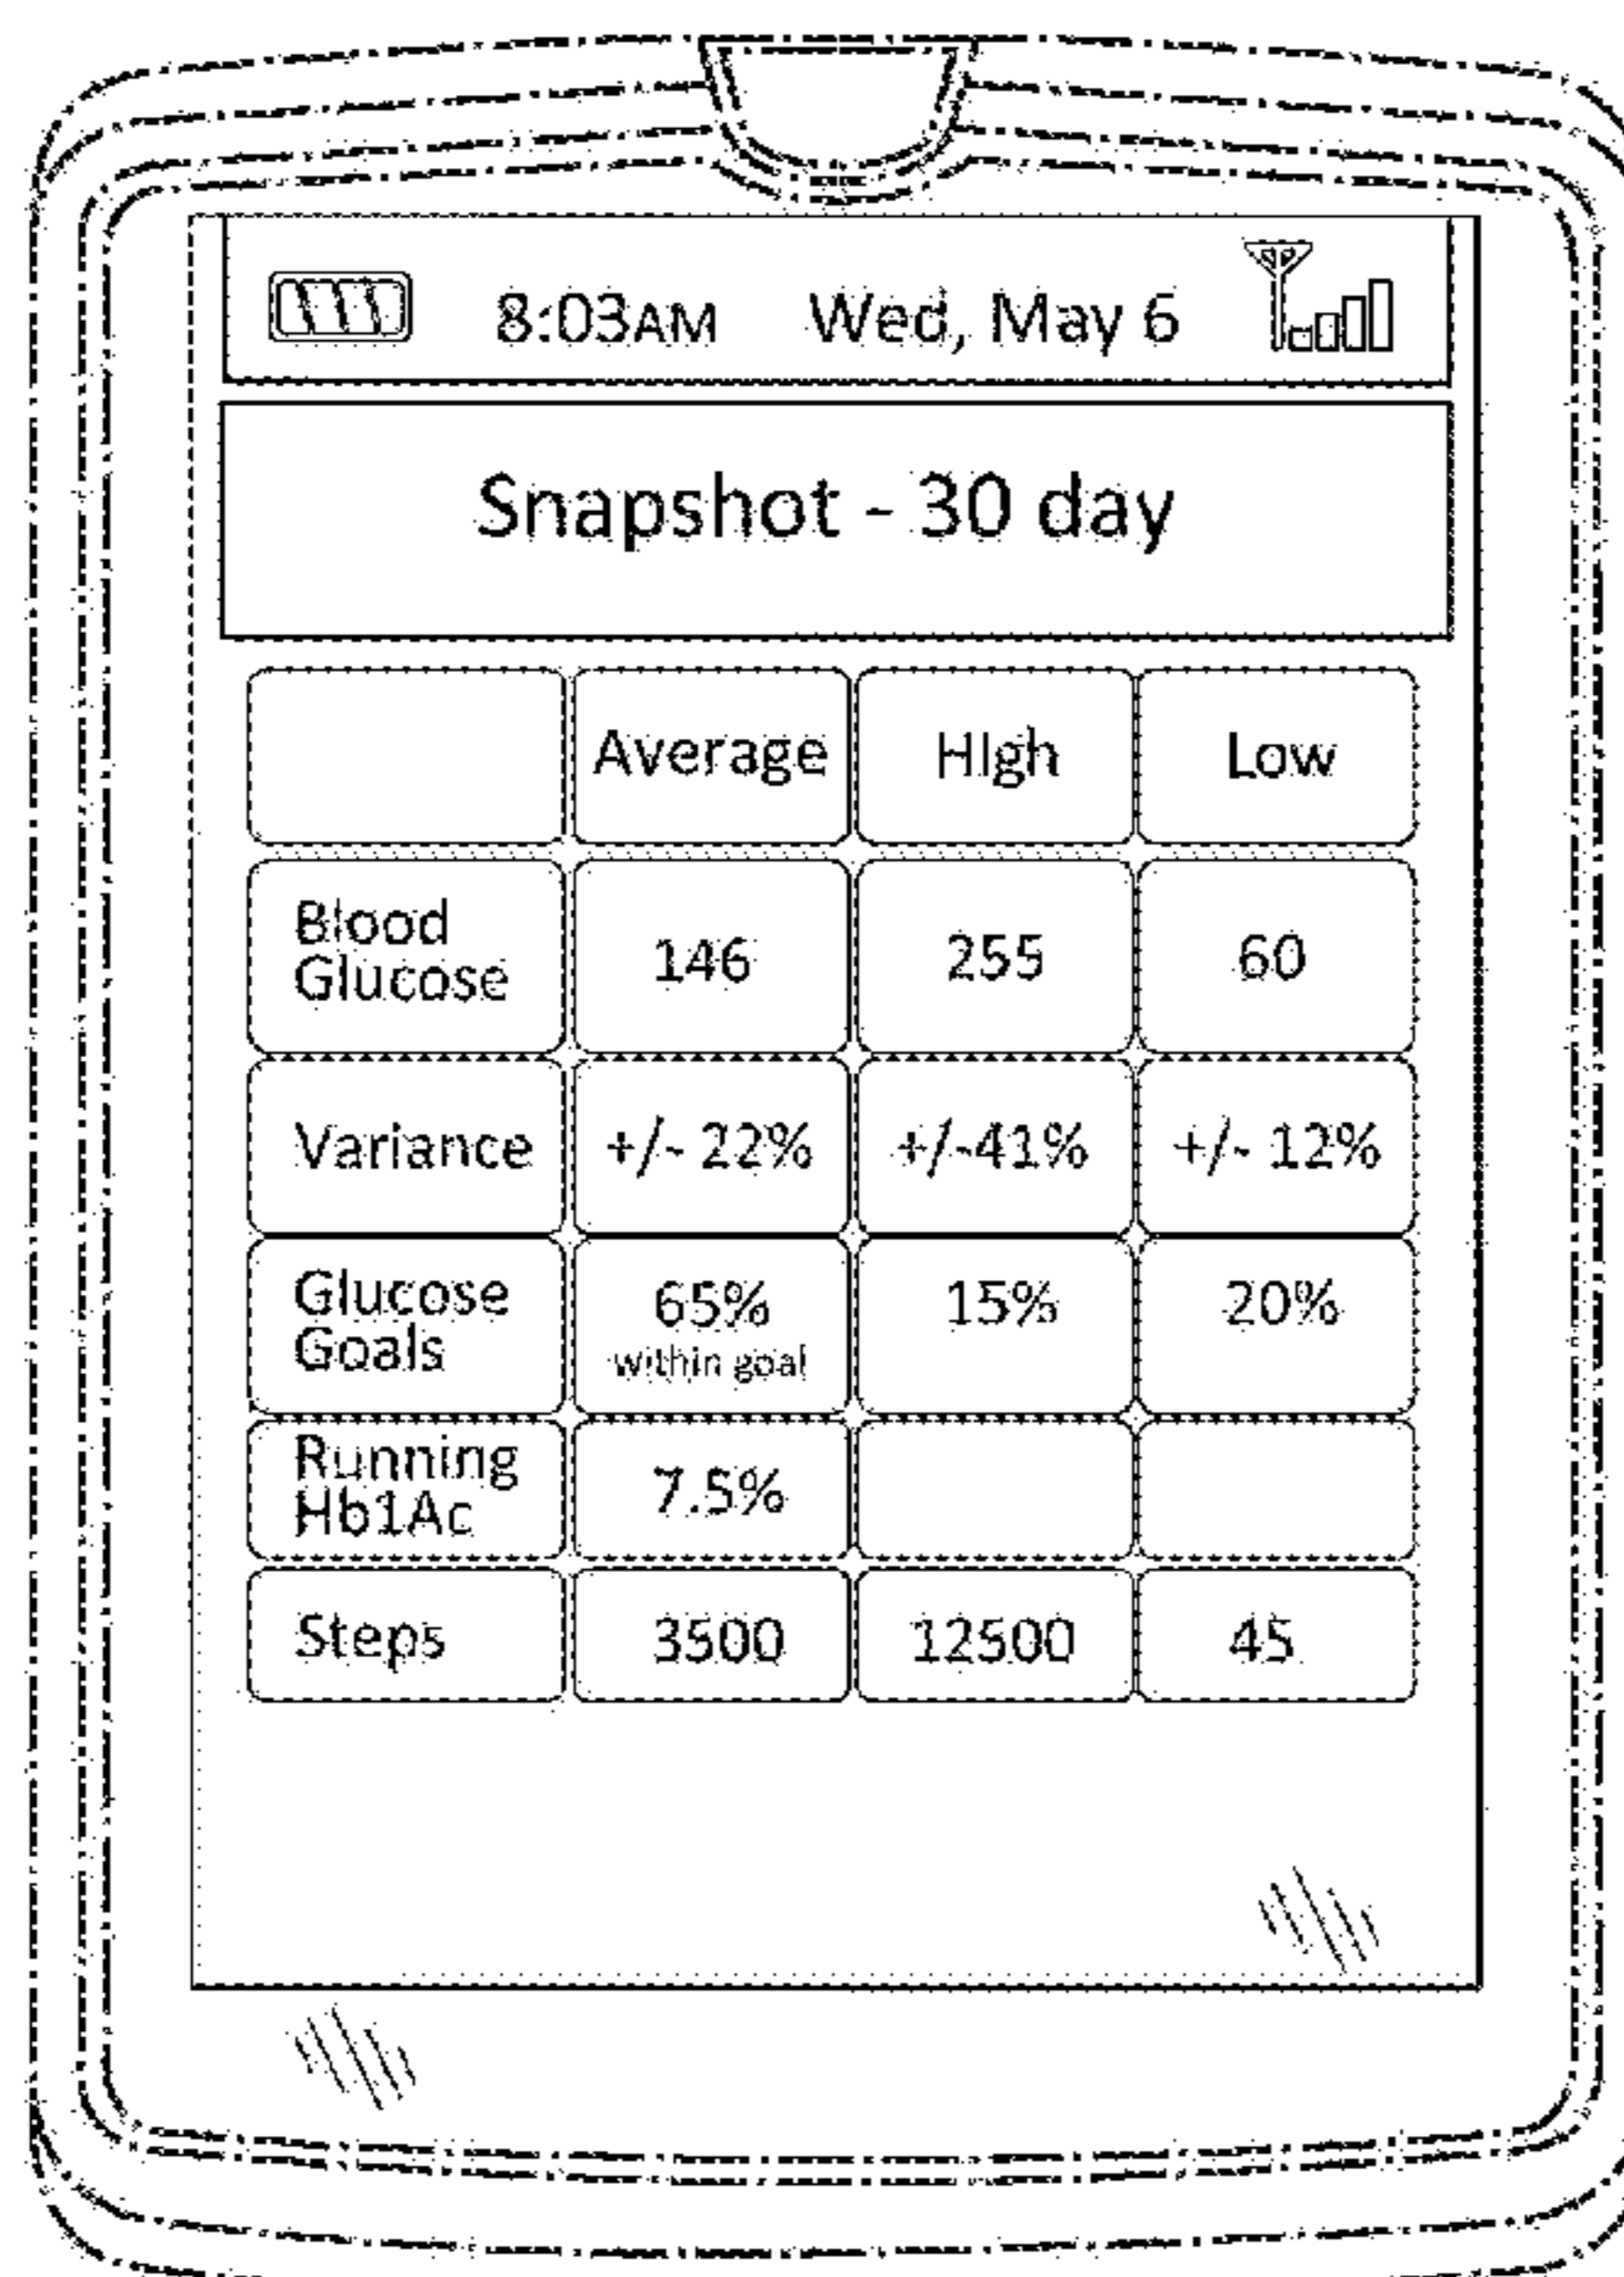 8:03AM Wed, May 6
Snapshot - 30 day
Average HIgh Low
Blood
Glucose
146 255 60
Variance +/- 22% +/-41% +/- 12%
Glucose
Goals
65% 15% 20%
within goal
Running
Hb1Ac
7.5%
Steps 3500 12500 45